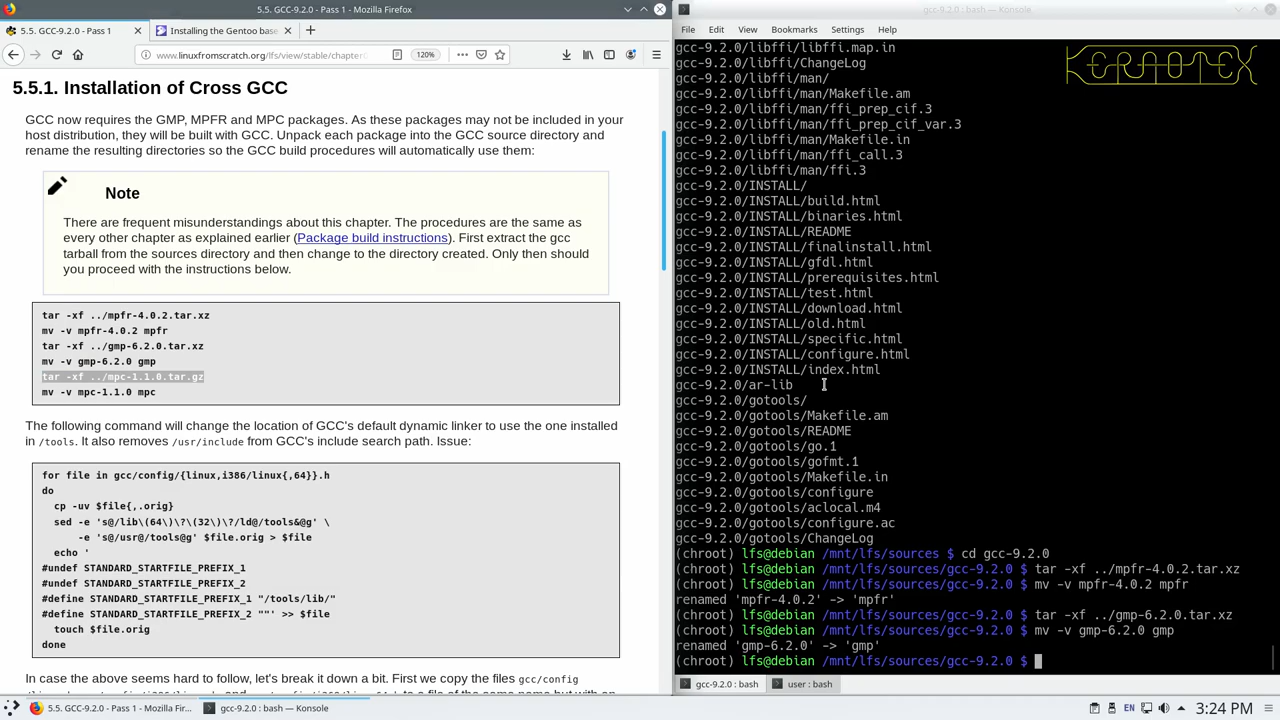 5.5. GCC-9.2.0 - Pass 1 - Mozilla Firefox
5.5. GCC-9.2.0 - Pass 1
Installing the Gentoo base
www.linuxfromscratch.org/lfs/view/stable/chapter
120%
5.5.1. Installation of Cross GCC
GCC now requires the GMP, MPFR and MPC packages. As these packages may not be included in your
host distribution, they will be built with GCC. Unpack each package into the GCC source directory and
rename the resulting directories so the GCC build procedures will automatically use them:
Note
There are frequent misunderstandings about this chapter. The procedures are the same as
every other chapter as explained earlier (Package build instructions). First extract the gcc
tarball from the sources directory and then change to the directory created. Only then should
you proceed with the instructions below.
tar -xf ../mpfr-4.0.2.tar.xz
mv -v mpfr-4.0.2 mpfr
tar -xf ../gmp-6.2.0.tar.xz
mv -v gmp-6.2.0 gmp
tar -xf ../mpc-1.1.0.tar.gz
mv -v mpc-1.1.0 mpc
The following command will change the location of GCC's default dynamic linker to use the one installed
in /tools. It also removes /usr/include from GCC's include search path. Issue:
for file in gcc/config/{linux,i386/linux{,64}}.h
do
cp -uv $file{,.orig}
sed -e 's@/lib\(64\)\?\(32\)\?/ld@/tools&@g' \
-e 's@/usr@/tools@g' $file.orig > $file
echo '
#undef STANDARD_STARTFILE_PREFIX_1
#undef STANDARD_STARTFILE_PREFIX_2
#define STANDARD_STARTFILE_PREFIX_1 "/tools/lib/"
#define STANDARD_STARTFILE_PREFIX_2 ""' >> $file
touch $file.orig
done
In case the above seems hard to follow, let's break it down a bit. First we copy the files gcc/config
gcc-9.2.0 : bash — Konsole
File Edit View Bookmarks Settings Help
KERNOTEX
gcc-9.2.0/libffi/libffi.map.in
gcc-9.2.0/libffi/ChangeLog
gcc-9.2.0/libffi/man/
gcc-9.2.0/libffi/man/Makefile.am
gcc-9.2.0/libffi/man/ffi_prep_cif.3
gcc-9.2.0/libffi/man/ffi_prep_cif_var.3
gcc-9.2.0/libffi/man/Makefile.in
gcc-9.2.0/libffi/man/ffi_call.3
gcc-9.2.0/libffi/man/ffi.3
gcc-9.2.0/INSTALL/
gcc-9.2.0/INSTALL/build.html
gcc-9.2.0/INSTALL/binaries.html
gcc-9.2.0/INSTALL/README
gcc-9.2.0/INSTALL/finalinstall.html
gcc-9.2.0/INSTALL/gfdl.html
gcc-9.2.0/INSTALL/prerequisites.html
gcc-9.2.0/INSTALL/test.html
gcc-9.2.0/INSTALL/download.html
gcc-9.2.0/INSTALL/old.html
gcc-9.2.0/INSTALL/specific.html
gcc-9.2.0/INSTALL/configure.html
gcc-9.2.0/INSTALL/index.html
gcc-9.2.0/ar-lib
gcc-9.2.0/gotools/
gcc-9.2.0/gotools/Makefile.am
gcc-9.2.0/gotools/README
gcc-9.2.0/gotools/go.1
gcc-9.2.0/gotools/gofmt.1
gcc-9.2.0/gotools/Makefile.in
gcc-9.2.0/gotools/configure
gcc-9.2.0/gotools/aclocal.m4
gcc-9.2.0/gotools/configure.ac
gcc-9.2.0/gotools/ChangeLog
(chroot) lfs@debian /mnt/lfs/sources $ cd gcc-9.2.0
(chroot) lfs@debian /mnt/lfs/sources/gcc-9.2.0 $ tar -xf ../mpfr-4.0.2.tar.xz
(chroot) lfs@debian /mnt/lfs/sources/gcc-9.2.0 $ mv -v mpfr-4.0.2 mpfr
renamed 'mpfr-4.0.2' -> 'mpfr'
(chroot) lfs@debian /mnt/lfs/sources/gcc-9.2.0 $ tar -xf ../gmp-6.2.0.tar.xz
(chroot) lfs@debian /mnt/lfs/sources/gcc-9.2.0 $ mv -v gmp-6.2.0 gmp
renamed 'gmp-6.2.0' -> 'gmp'
(chroot) lfs@debian /mnt/lfs/sources/gcc-9.2.0 $
gcc-9.2.0 : bash
user : bash
5.5. GCC-9.2.0 - Pass 1 - Mozilla Fir...
gcc-9.2.0 : bash — Konsole
EN
3:24 PM